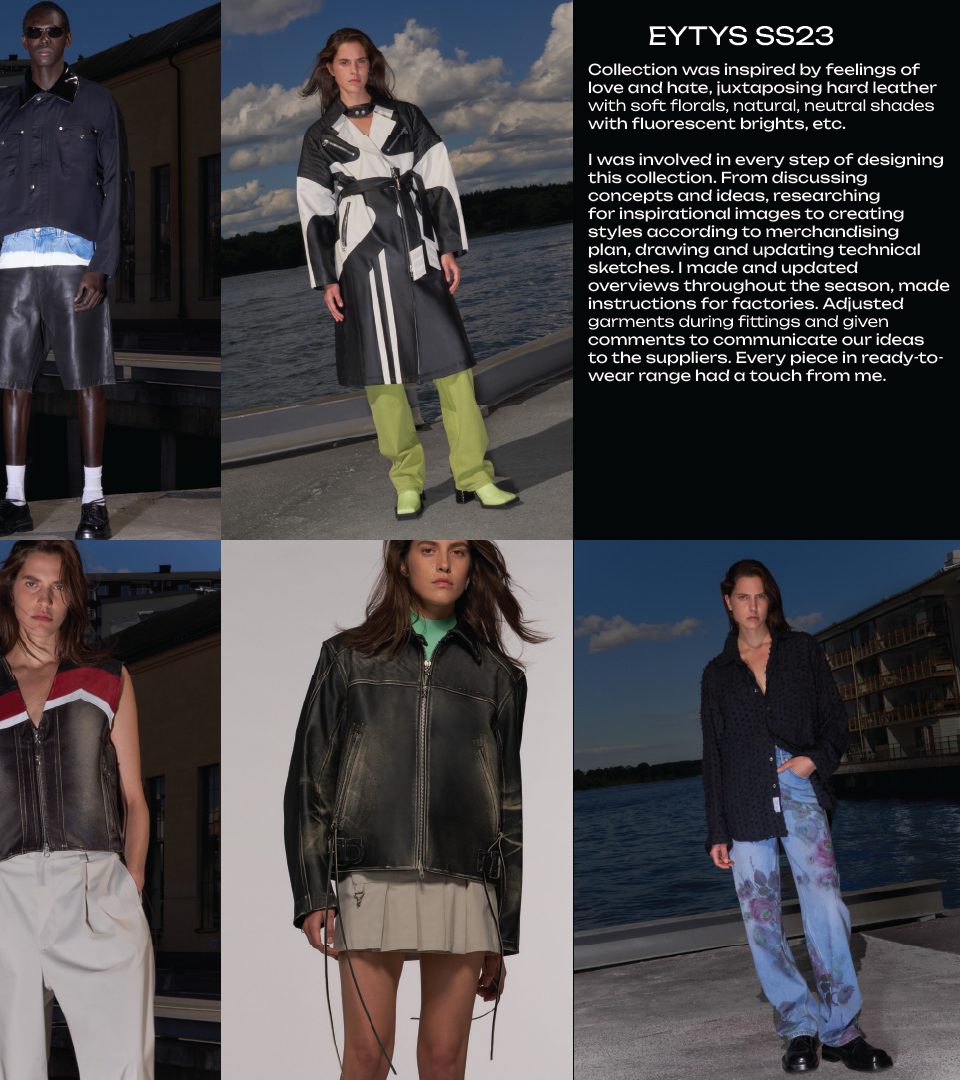 EYTYS SS23
Collection was inspired by feelings of
love and hate, juxtaposing hard leather
with soft florals, natural, neutral shades
with fluorescent brights, etc.
I was involved in every step of designing
this collection. From discussing
concepts and ideas, researching
for inspirational images to creating
styles according to merchandising
plan, drawing and updating technical
sketches. I made and updated
overviews throughout the season, made
instructions for factories. Adjusted
garments during fittings and given
comments to communicate our ideas
to the suppliers. Every piece in ready-to-
wear range had a touch from me.